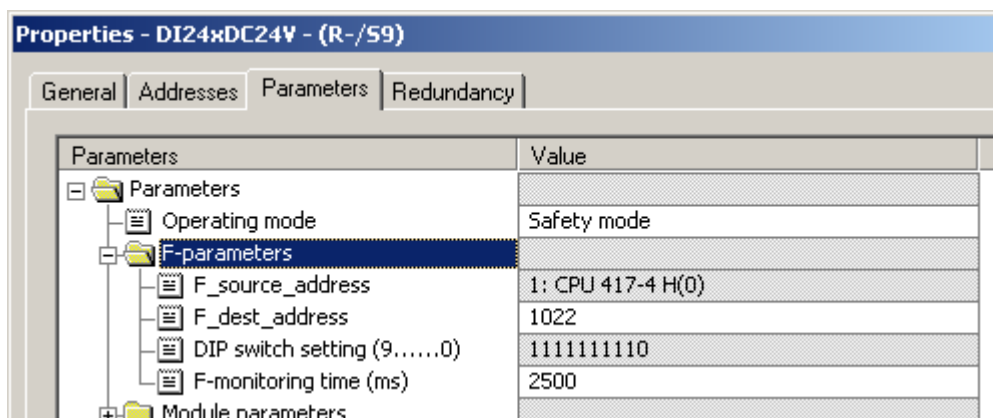 Properties - DI24xDC24V - (R-/S9)
General Addresses Parameters Redundancy
Parameters Value
Parameters
Operating mode Safety mode
F-parameters
F_source_address 1: CPU 417-4 H(0)
F_dest_address 1022
DIP switch setting (9......0) 1111111110
F-monitoring time (ms) 2500
Module parameters